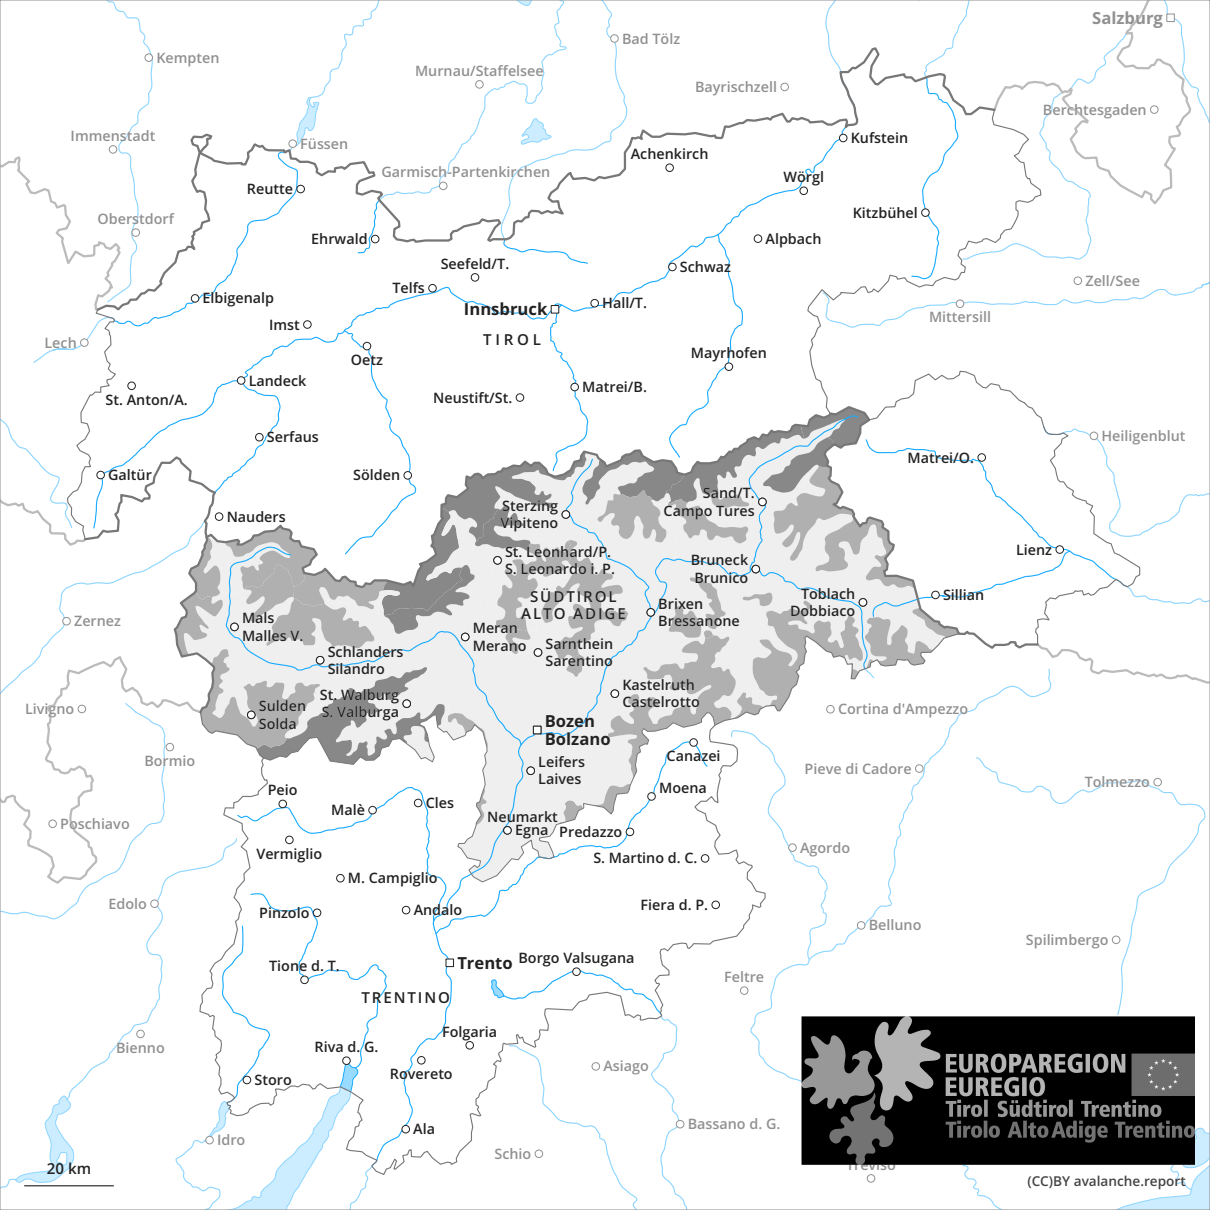 Salzburg
Bad Tölz
Kempten
Murnau/Staffelsee
Bayrischzell
Berchtesgaden
Immenstadt
Füssen
Kufstein
Achenkirch
Garmisch-Partenkirchen
Wörgl
Reutte
Oberstdorf
Kitzbühel
Ehrwald
Alpbach
Seefeld/T.
Schwaz
Zell/See
Telfs
Elbigenalp
Hall/T.
Innsbruck
Mittersill
Imst
TIROL
Lech
Mayrhofen
Oetz
Landeck
Matrei/B.
St. Anton/A.
Neustift/St.
Serfaus
Heiligenblut
Matrei/O.
Galtür
Sölden
Sand/T.
Campo Tures
Sterzing
Vipiteno
Nauders
Lienz
St. Leonhard/P.
S. Leonardo i. P.
Bruneck
Brunico
SÜDTIROL
ALTO ADIGE
Toblach
Dobbiaco
Sillian
Brixen
Bressanone
Zernez
Mals
Malles V.
Meran
Merano
Sarnthein
Sarentino
Schlanders
Silandro
Kastelruth
Castelrotto
St. Walburg
S. Valburga
Livigno
Sulden
Solda
Cortina d'Ampezzo
Bozen
Bolzano
Bormio
Canazei
Leifers
Laives
Pieve di Cadore
Tolmezzo
Peio
Moena
Malè
Cles
Neumarkt
Egna
Poschiavo
Predazzo
Agordo
Vermiglio
S. Martino d. C.
M. Campiglio
Edolo
Pinzolo
Andalo
Fiera d. P.
Belluno
Spilimbergo
Trento
Borgo Valsugana
Tione d. T.
Feltre
TRENTINO
Folgaria
Bienno
Riva d. G.
Asiago
Rovereto
Storo
EUROPAREGION
EUREGIO
Tirol Südtirol Trentino
Tirolo Alto Adige Trentino
Bassano d. G.
Ala
Idro
Schio
Treviso
20 km
(CC)BY avalanche.report